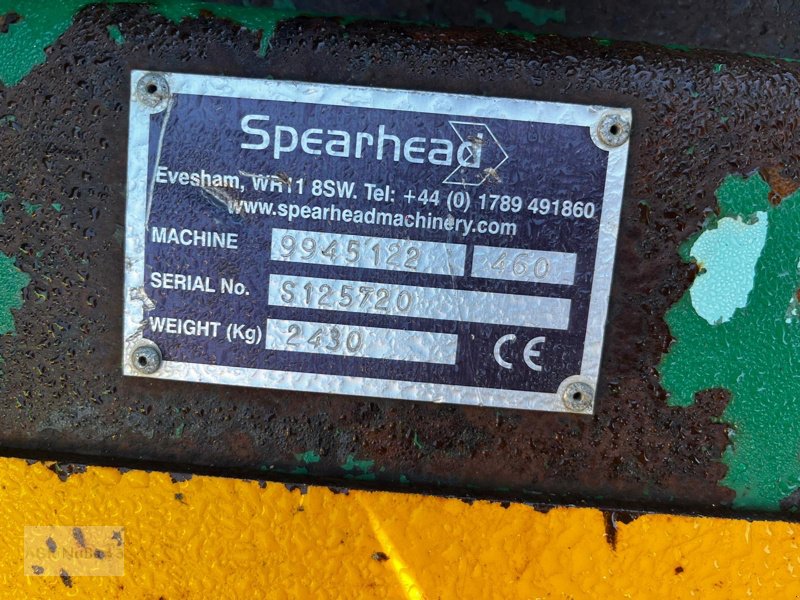 Spearhead
Evesham, WR11 8SW. Tel: +44 (0) 1789 491860
www.spearheadmachinery.com
MACHINE 9945122 460
SERIAL No. S125720
WEIGHT (Kg) 2430 CE